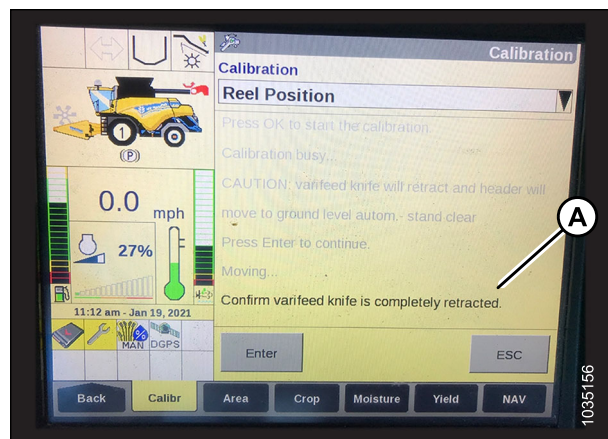 Calibration
Calibration
Reel Position
Press OK to start the calibration.
Calibration busy...
CAUTION: varifeed knife will retract and header will
move to ground level autom.- stand clear
Press Enter to continue.
Moving...
Confirm varifeed knife is completely retracted.
A
1
(P)
0.0 mph
27%
11:12 am - Jan 19, 2021
MAN DGPS
Enter
ESC
Back
Calibr
Area
Crop
Moisture
Yield
NAV
1035156